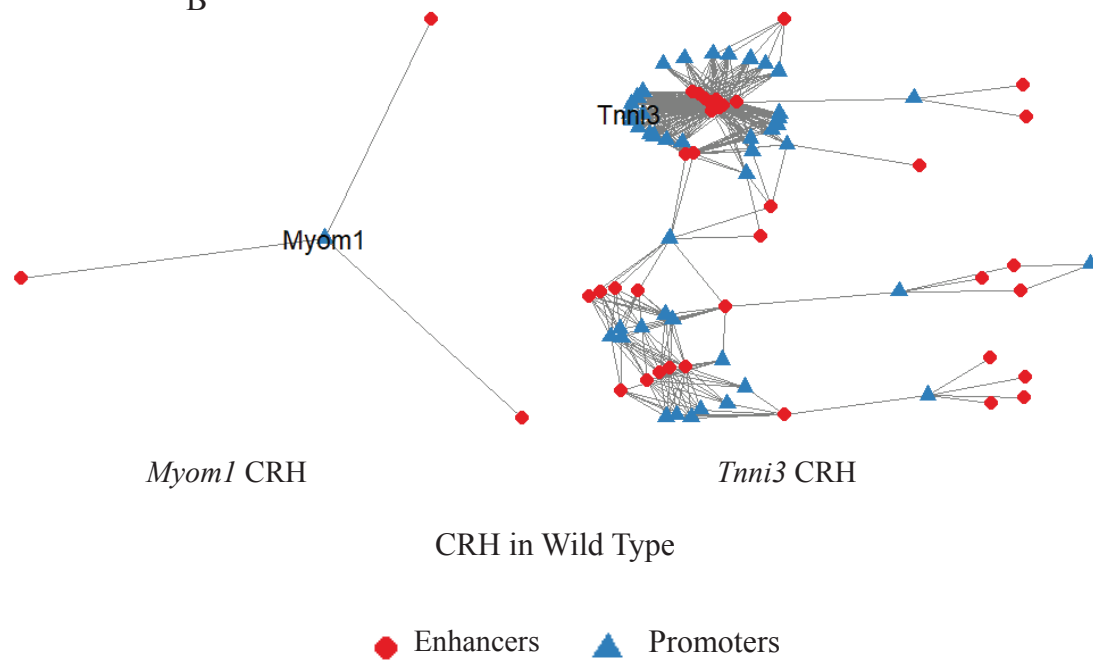 B
Tnni3
Myom1
Myom1 CRH
Tnni3 CRH
CRH in Wild Type
Enhancers
Promoters